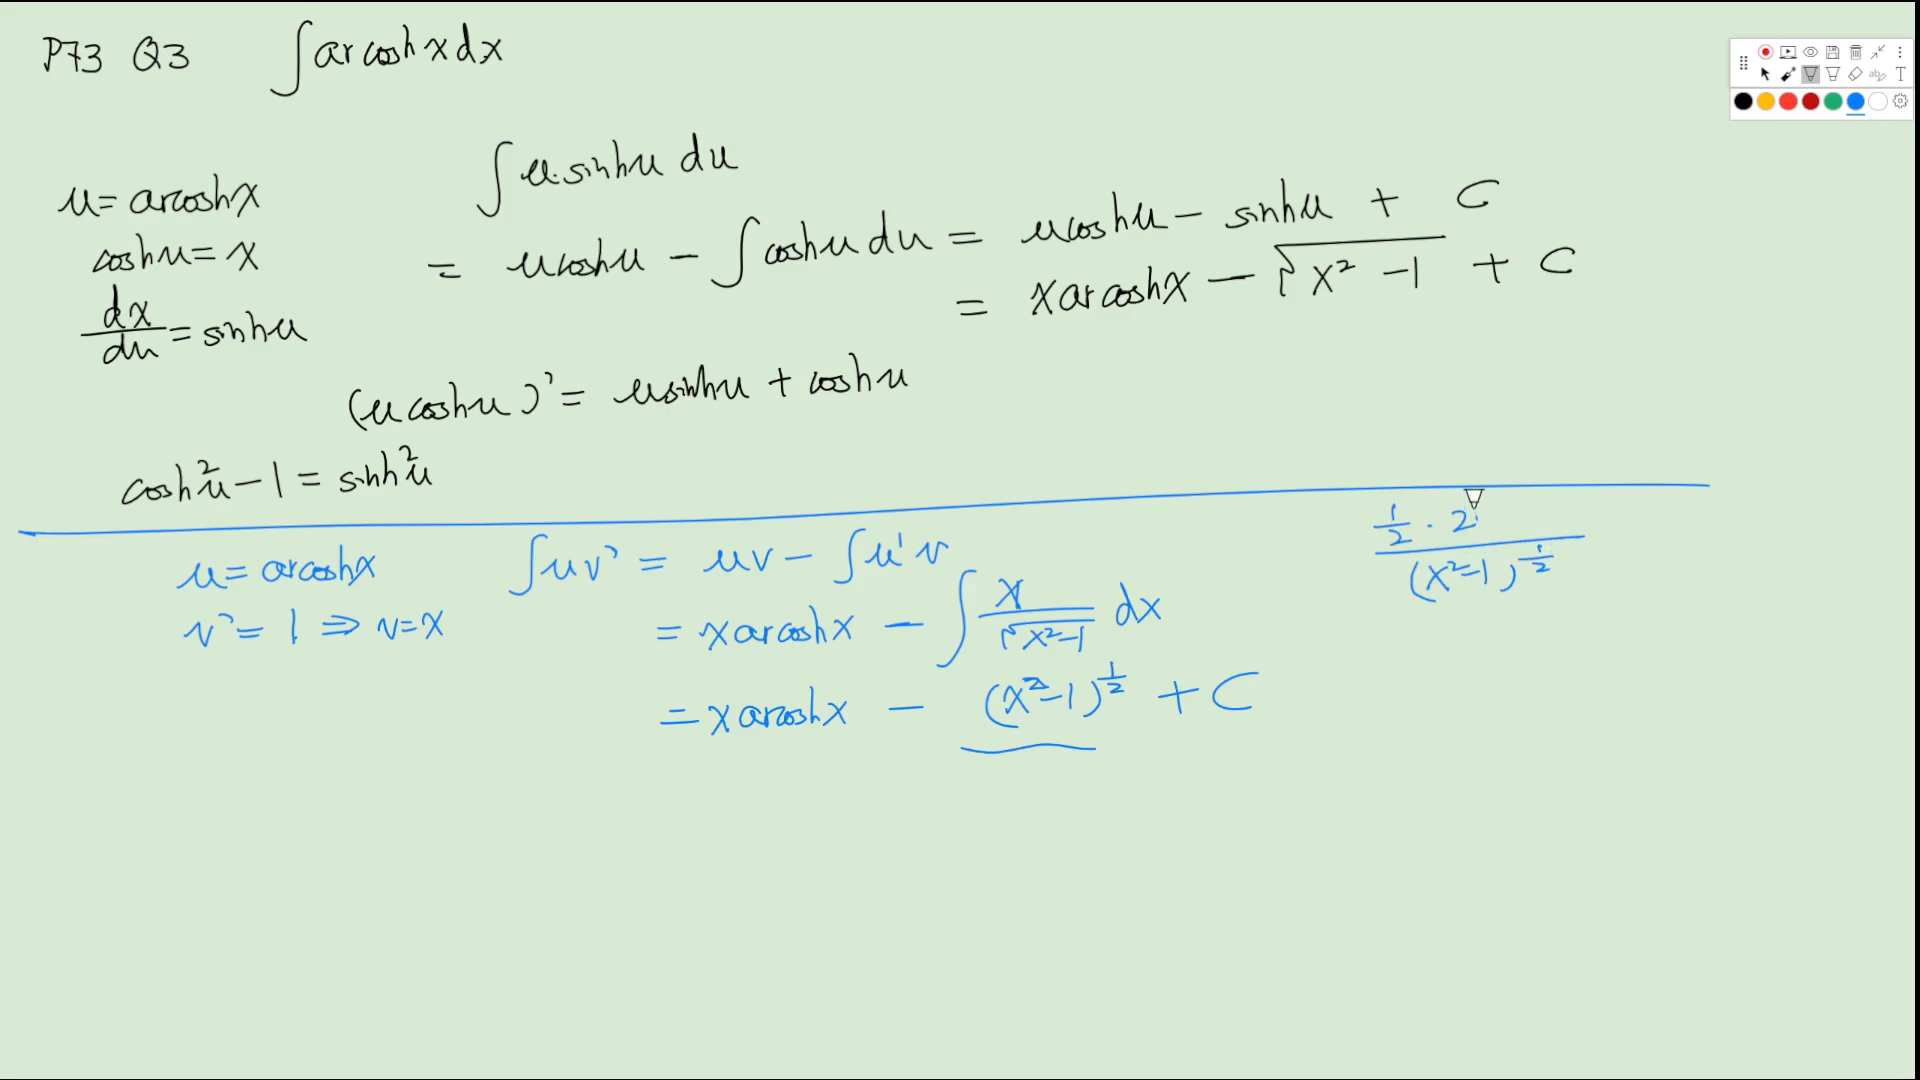 P73 Q3 ∫ arcoshx dx
∫ u·sinhu du
u = arcoshx
coshu = x
dx/du = sinhu
= ucoshu − ∫ coshu du = ucoshu − sinhu + C
= xarcoshx − √(x² −1) + C
(ucoshu)' = usinhu + coshu
cosh²u − 1 = sinh²u
u = arcoshx
v' = 1 ⇒ v = x
∫uv' = uv − ∫u'v
= xarcoshx − ∫ x/√(x²−1) dx
= xarcoshx − (x²−1)^(1/2) + C
(1/2 · 2)/(x²−1)^(1/2)